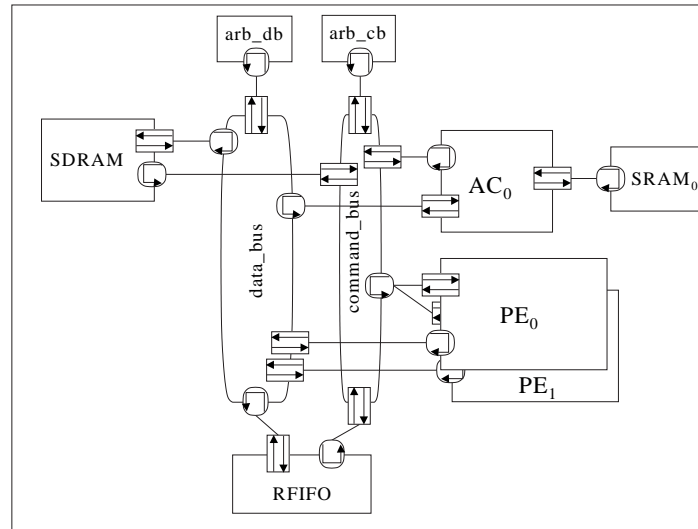 arb_db
arb_cb
SDRAM
AC0
SRAM0
data_bus
command_bus
PE0
PE1
RFIFO